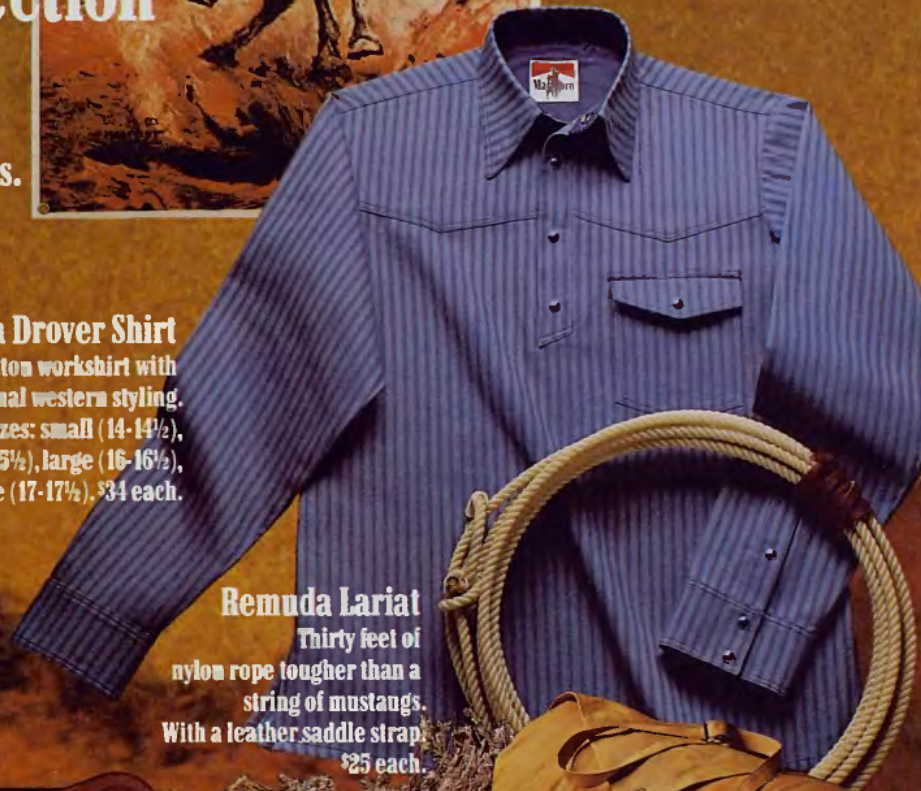 ection
s.
n Drover Shirt
ton workshirt with
nal western styling.
zes: small (14-14½),
5½), large (16-16½),
e (17-17½). $34 each.
Remuda Lariat
Thirty feet of
nylon rope tougher than a
string of mustangs.
With a leather saddle strap.
$25 each.